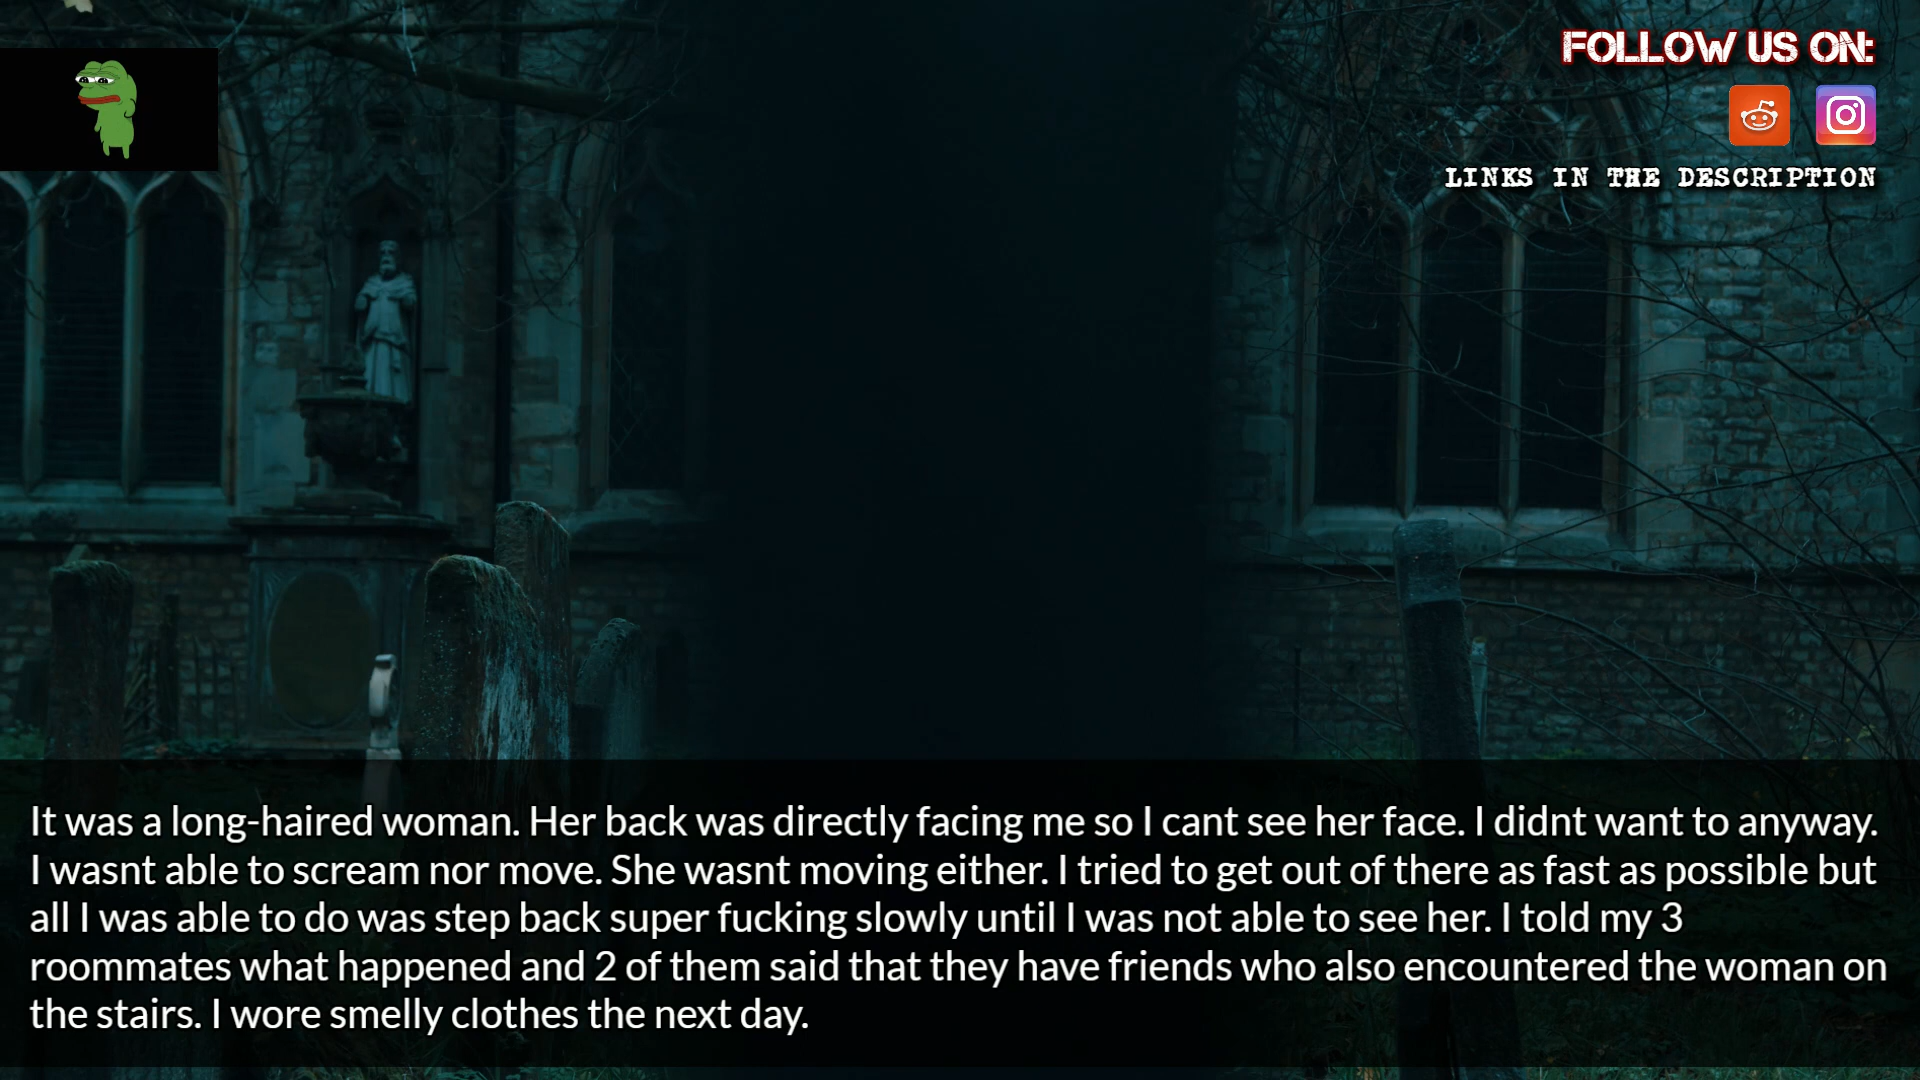 FOLLOW US ON:
LINKS IN THE DESCRIPTION
It was a long-haired woman. Her back was directly facing me so I cant see her face. I didnt want to anyway.
I wasnt able to scream nor move. She wasnt moving either. I tried to get out of there as fast as possible but
all I was able to do was step back super fucking slowly until I was not able to see her. I told my 3
roommates what happened and 2 of them said that they have friends who also encountered the woman on
the stairs. I wore smelly clothes the next day.